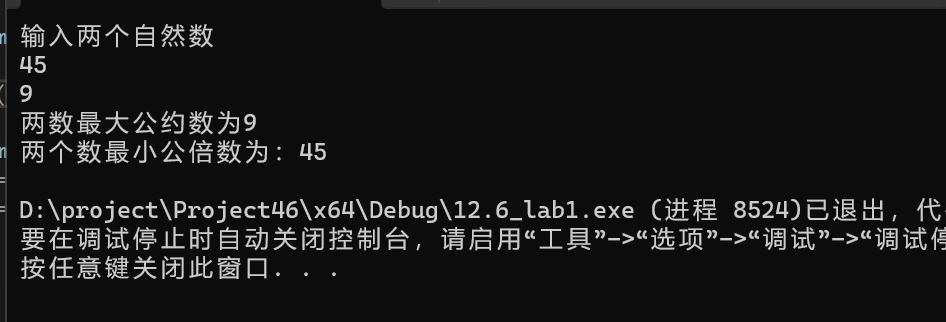 输入两个自然数
45
9
两数最大公约数为9
两个数最小公倍数为：45
D:\project\Project46\x64\Debug\12.6_lab1.exe (进程 8524)已退出，代
要在调试停止时自动关闭控制台，请启用“工具”->“选项”->“调试”->“调试停
按任意键关闭此窗口. . .